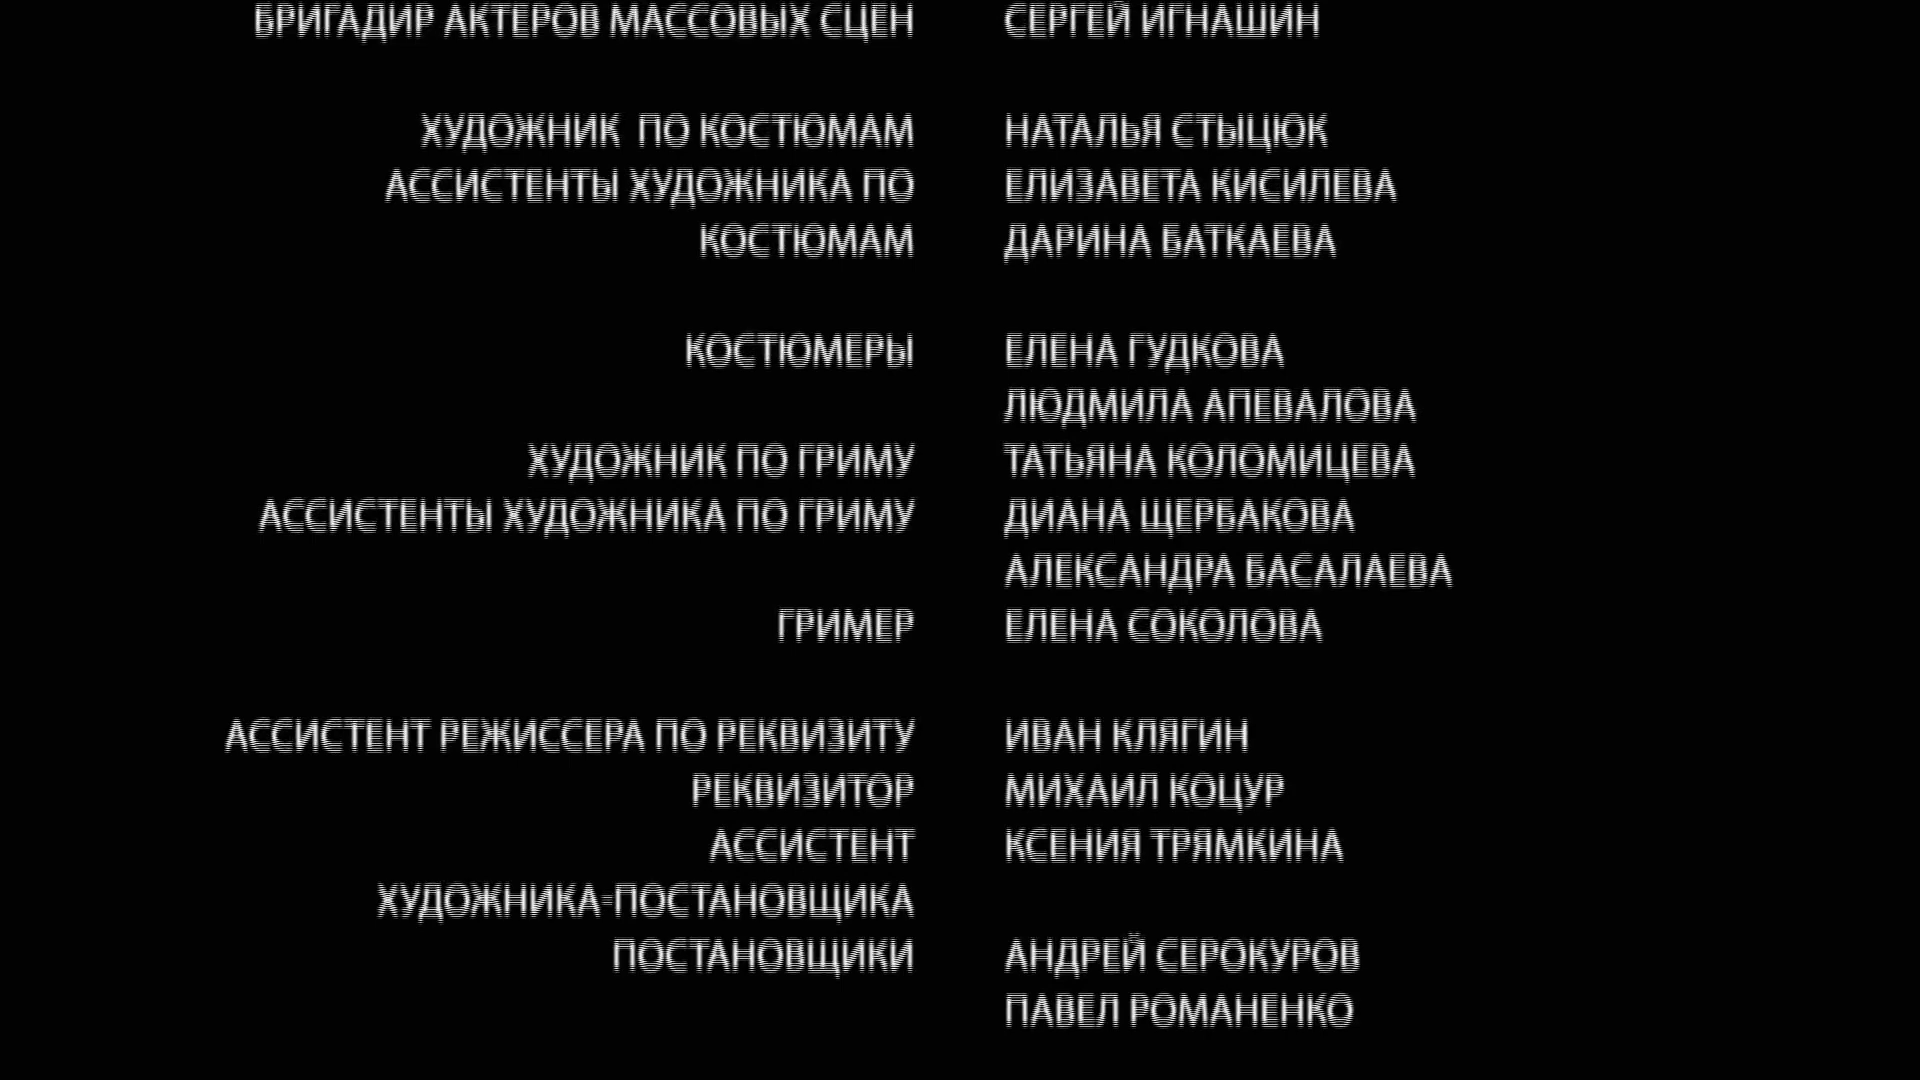 БРИГАДИР АКТЕРОВ МАССОВЫХ СЦЕН СЕРГЕЙ ИГНАШИН
ХУДОЖНИК ПО КОСТЮМАМ НАТАЛЬЯ СТЫЦЮК
АССИСТЕНТЫ ХУДОЖНИКА ПО ЕЛИЗАВЕТА КИСИЛЕВА
КОСТЮМАМ ДАРИНА БАТКАЕВА
КОСТЮМЕРЫ ЕЛЕНА ГУДКОВА
ЛЮДМИЛА АПЕВАЛОВА
ХУДОЖНИК ПО ГРИМУ ТАТЬЯНА КОЛОМИЦЕВА
АССИСТЕНТЫ ХУДОЖНИКА ПО ГРИМУ ДИАНА ЩЕРБАКОВА
АЛЕКСАНДРА БАСАЛАЕВА
ГРИМЕР ЕЛЕНА СОКОЛОВА
АССИСТЕНТ РЕЖИССЕРА ПО РЕКВИЗИТУ ИВАН КЛЯГИН
РЕКВИЗИТОР МИХАИЛ КОЦУР
АССИСТЕНТ КСЕНИЯ ТРЯМКИНА
ХУДОЖНИКА-ПОСТАНОВЩИКА
ПОСТАНОВЩИКИ АНДРЕЙ СЕРОКУРОВ
ПАВЕЛ РОМАНЕНКО